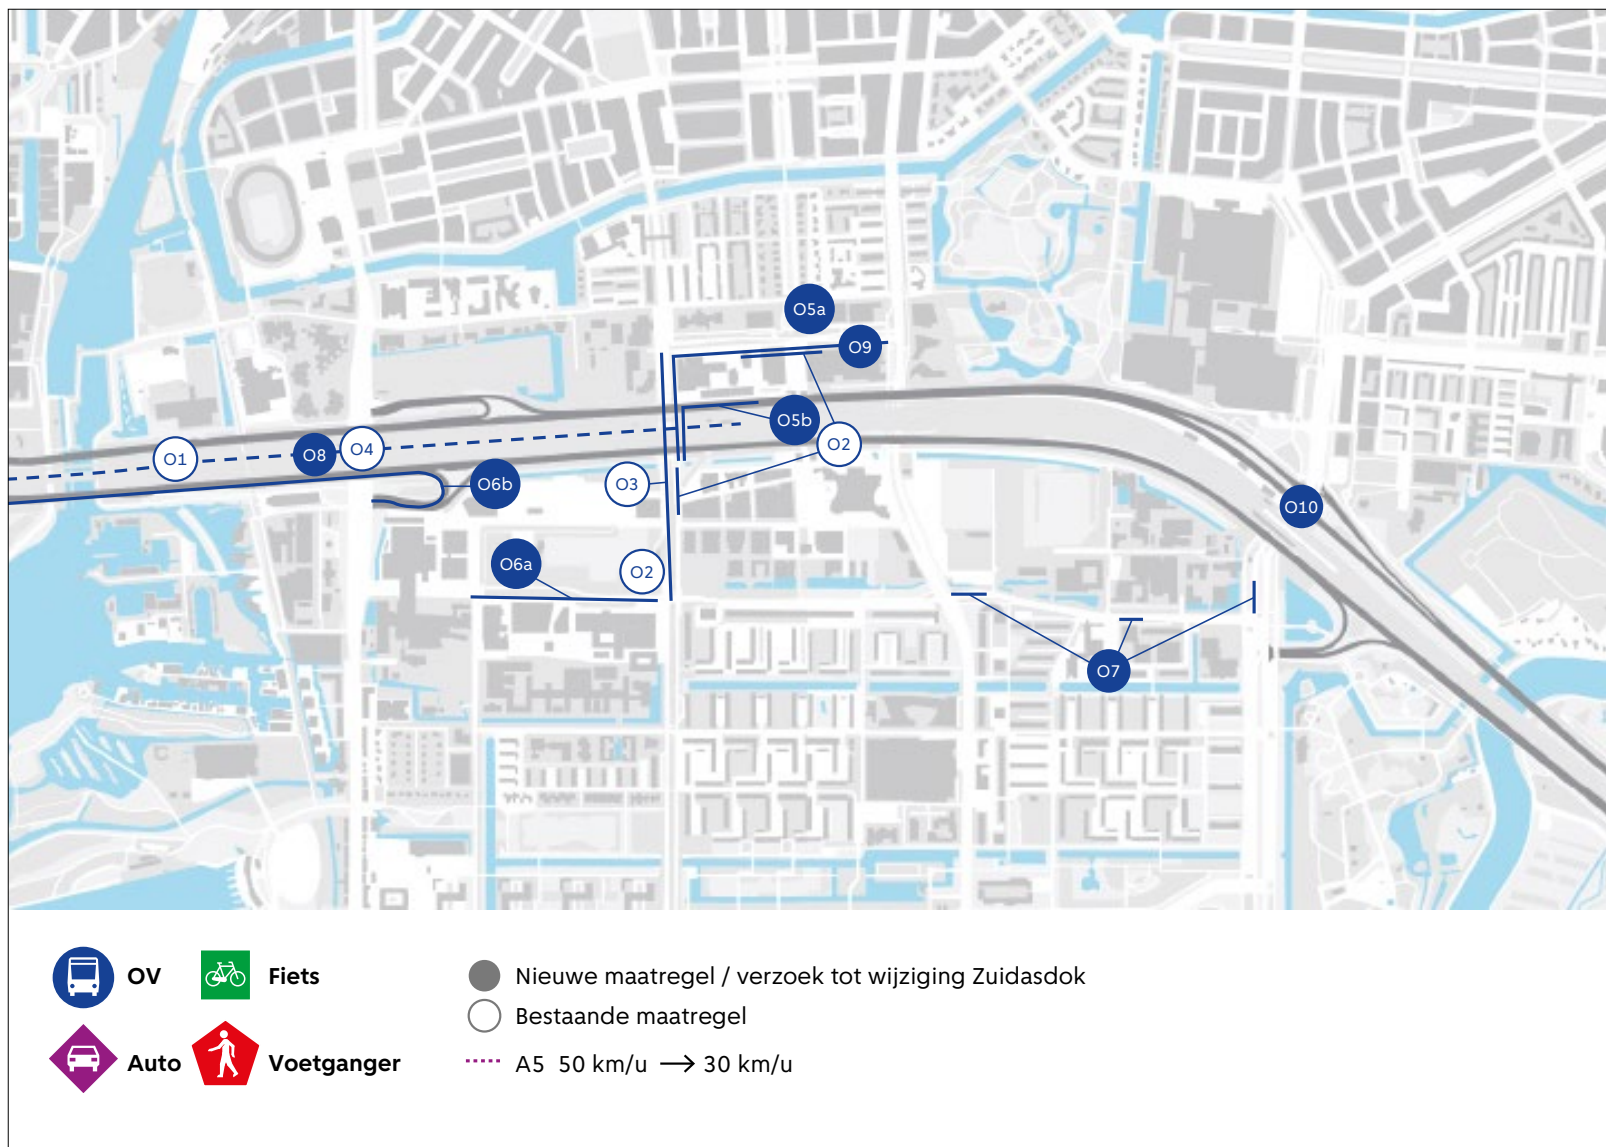 O5a
O9
O5b
O1
O8
O4
O2
O3
O6b
O10
O6a
O2
O7
OV
Fiets
Nieuwe maatregel / verzoek tot wijziging Zuidasdok
Bestaande maatregel
Auto
Voetganger
A5 50 km/u → 30 km/u